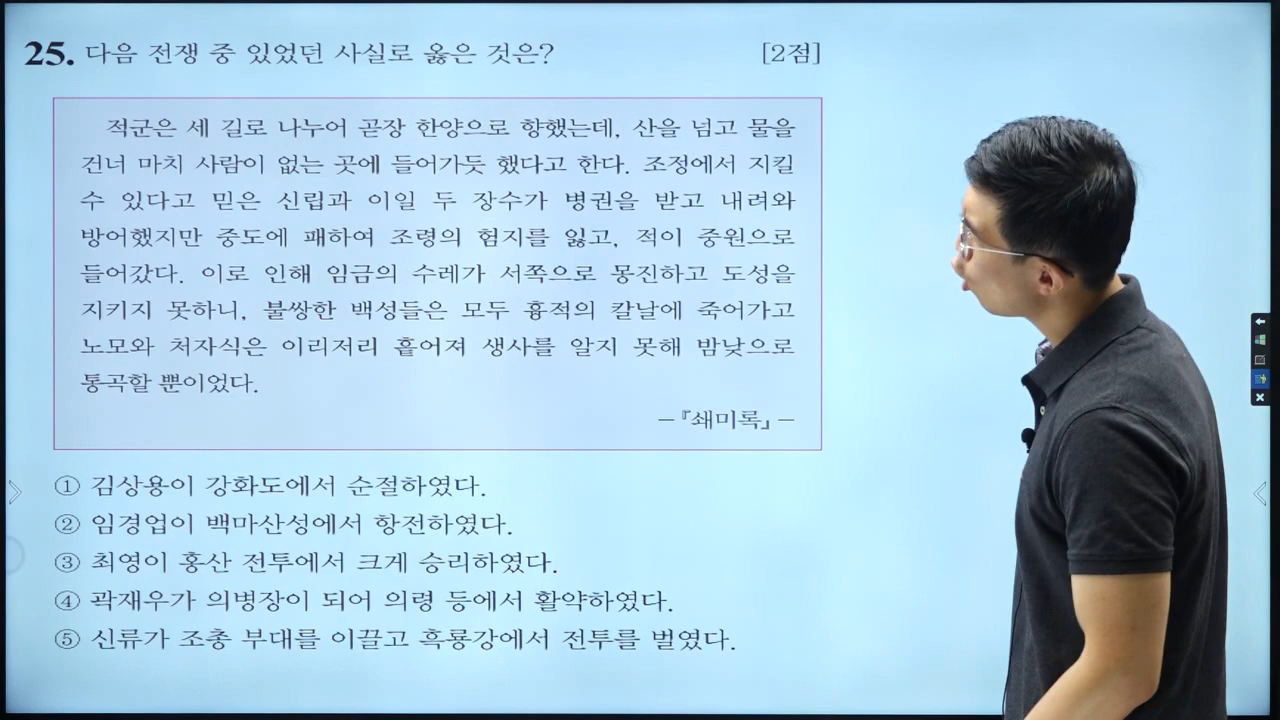 25. 다음 전쟁 중 있었던 사실로 옳은 것은? [2점]
적군은 세 길로 나누어 곧장 한양으로 향했는데, 산을 넘고 물을
건너 마치 사람이 없는 곳에 들어가듯 했다고 한다. 조정에서 지킬
수 있다고 믿은 신립과 이일 두 장수가 병권을 받고 내려와
방어했지만 중도에 패하여 조령의 험지를 잃고, 적이 중원으로
들어갔다. 이로 인해 임금의 수레가 서쪽으로 몽진하고 도성을
지키지 못하니, 불쌍한 백성들은 모두 흉적의 칼날에 죽어가고
노모와 처자식은 이리저리 흩어져 생사를 알지 못해 밤낮으로
통곡할 뿐이었다.
－『쇄미록』－
① 김상용이 강화도에서 순절하였다.
② 임경업이 백마산성에서 항전하였다.
③ 최영이 홍산 전투에서 크게 승리하였다.
④ 곽재우가 의병장이 되어 의령 등에서 활약하였다.
⑤ 신류가 조총 부대를 이끌고 흑룡강에서 전투를 벌였다.